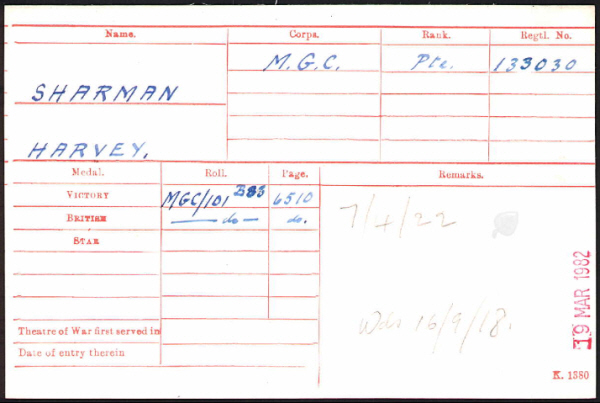 Name. Corps. Rank. Regtl. No.
M.G.C. Pte. 133030
SHARMAN
HARVEY.
Medal. Roll. Page. Remarks.
VICTORY MGC/101 B83 6510
BRITISH — do — do.
7/4/22
STAR
19 MAR 1982
Wds 16/9/18.
Theatre of War first served in
Date of entry therein
K. 1380